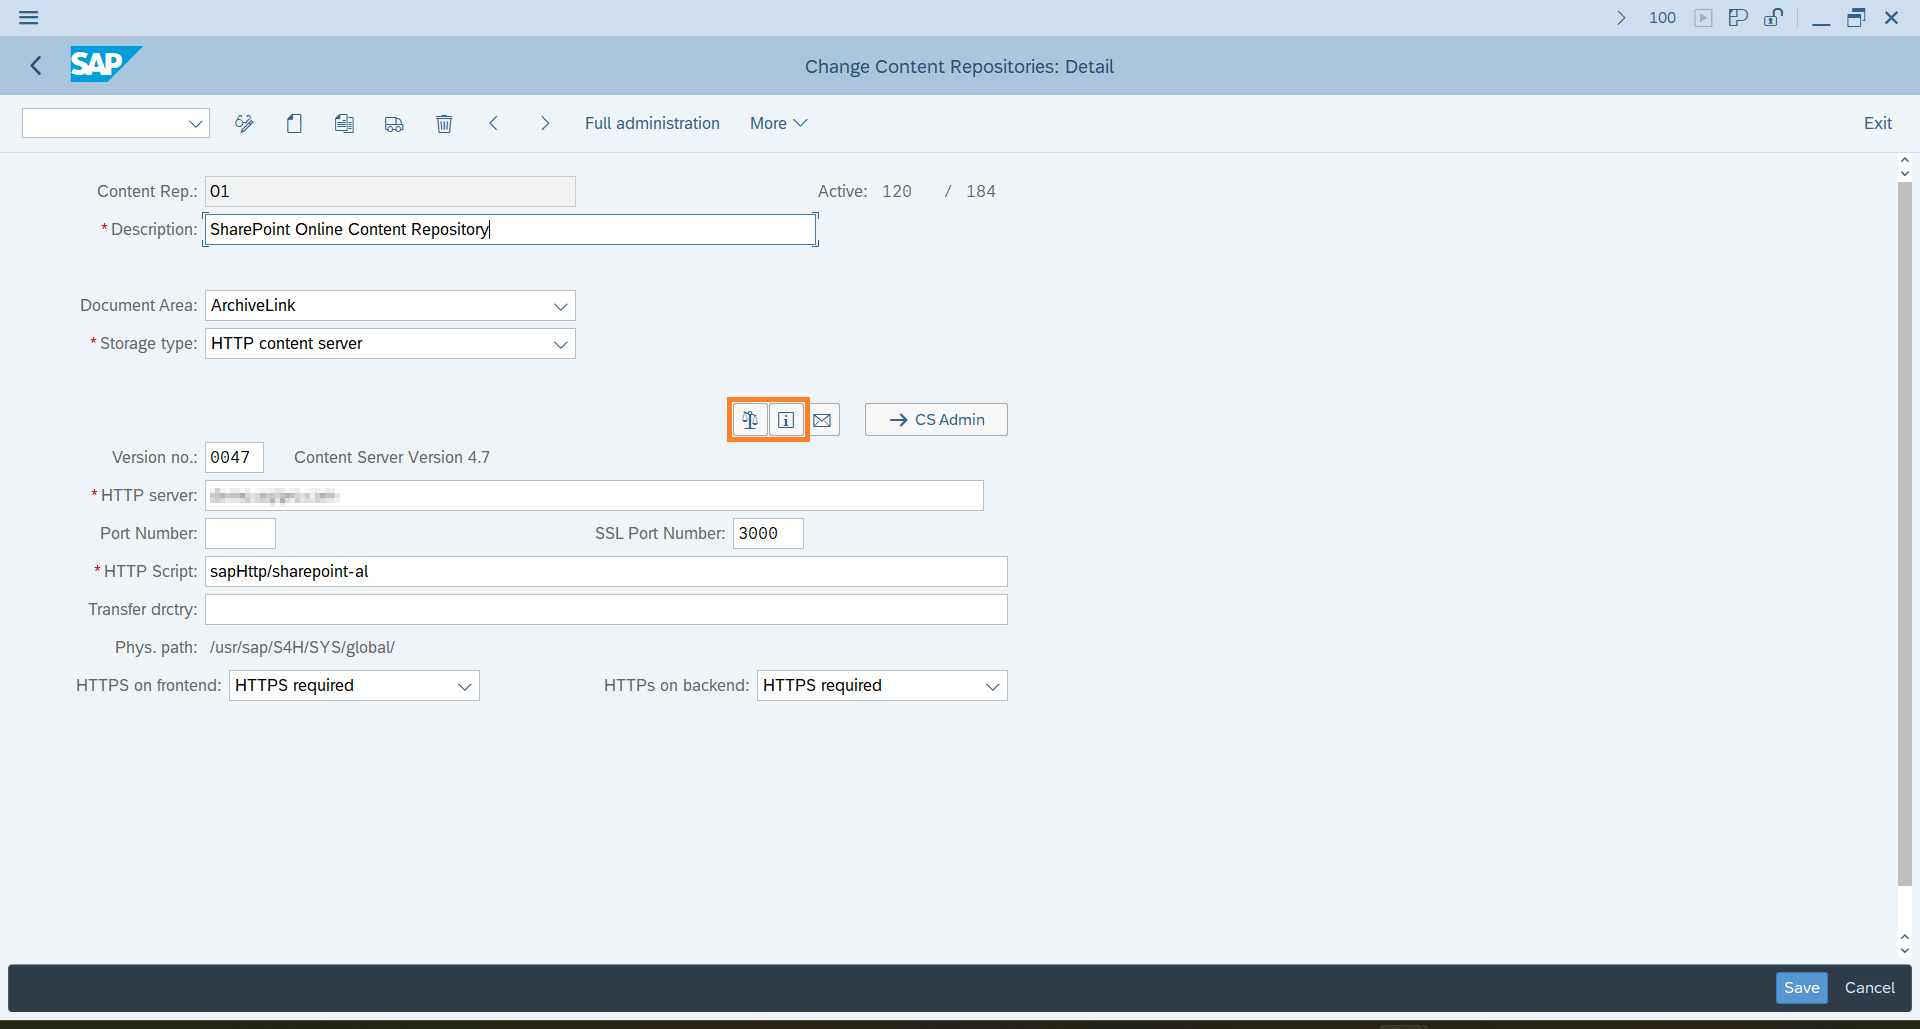 100
SAP
Change Content Repositories: Detail
Full administration More Exit
Content Rep.: O1 Active: 120 / 184
* Description: SharePoint Online Content Repository
Document Area: ArchiveLink
* Storage type: HTTP content server
CS Admin
Version no.: 0047 Content Server Version 4.7
* HTTP server:
Port Number: SSL Port Number: 3000
* HTTP Script: sapHttp/sharepoint-al
Transfer drctry:
Phys. path: /usr/sap/S4H/SYS/global/
HTTPS on frontend: HTTPS required HTTPs on backend: HTTPS required
Save Cancel